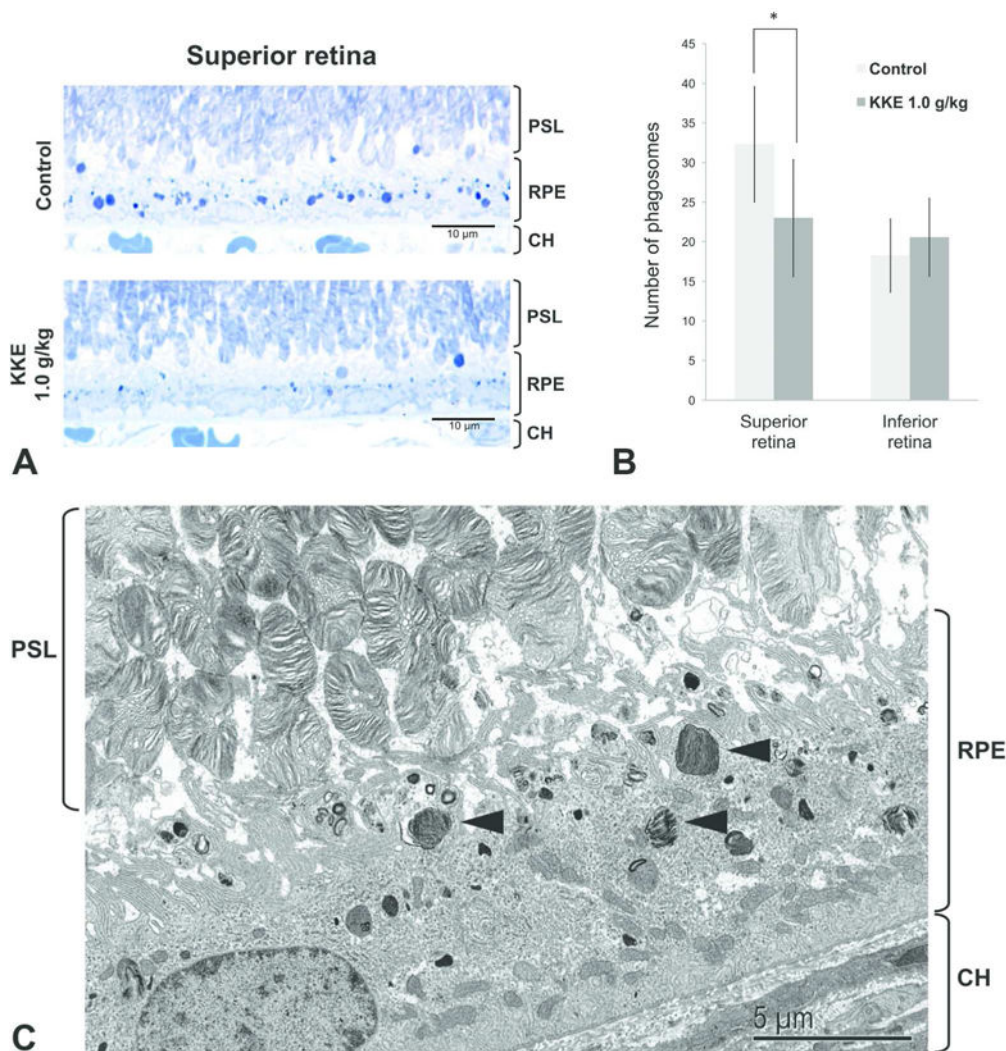 Superior retina
Control
PSL
RPE
10 µm
CH
KKE
1.0 g/kg
PSL
RPE
10 µm
CH
A
*
Number of phagosomes
45
40
35
30
25
20
15
10
5
0
Control
KKE 1.0 g/kg
Superior
retina
Inferior
retina
B
PSL
RPE
CH
5 µm
C